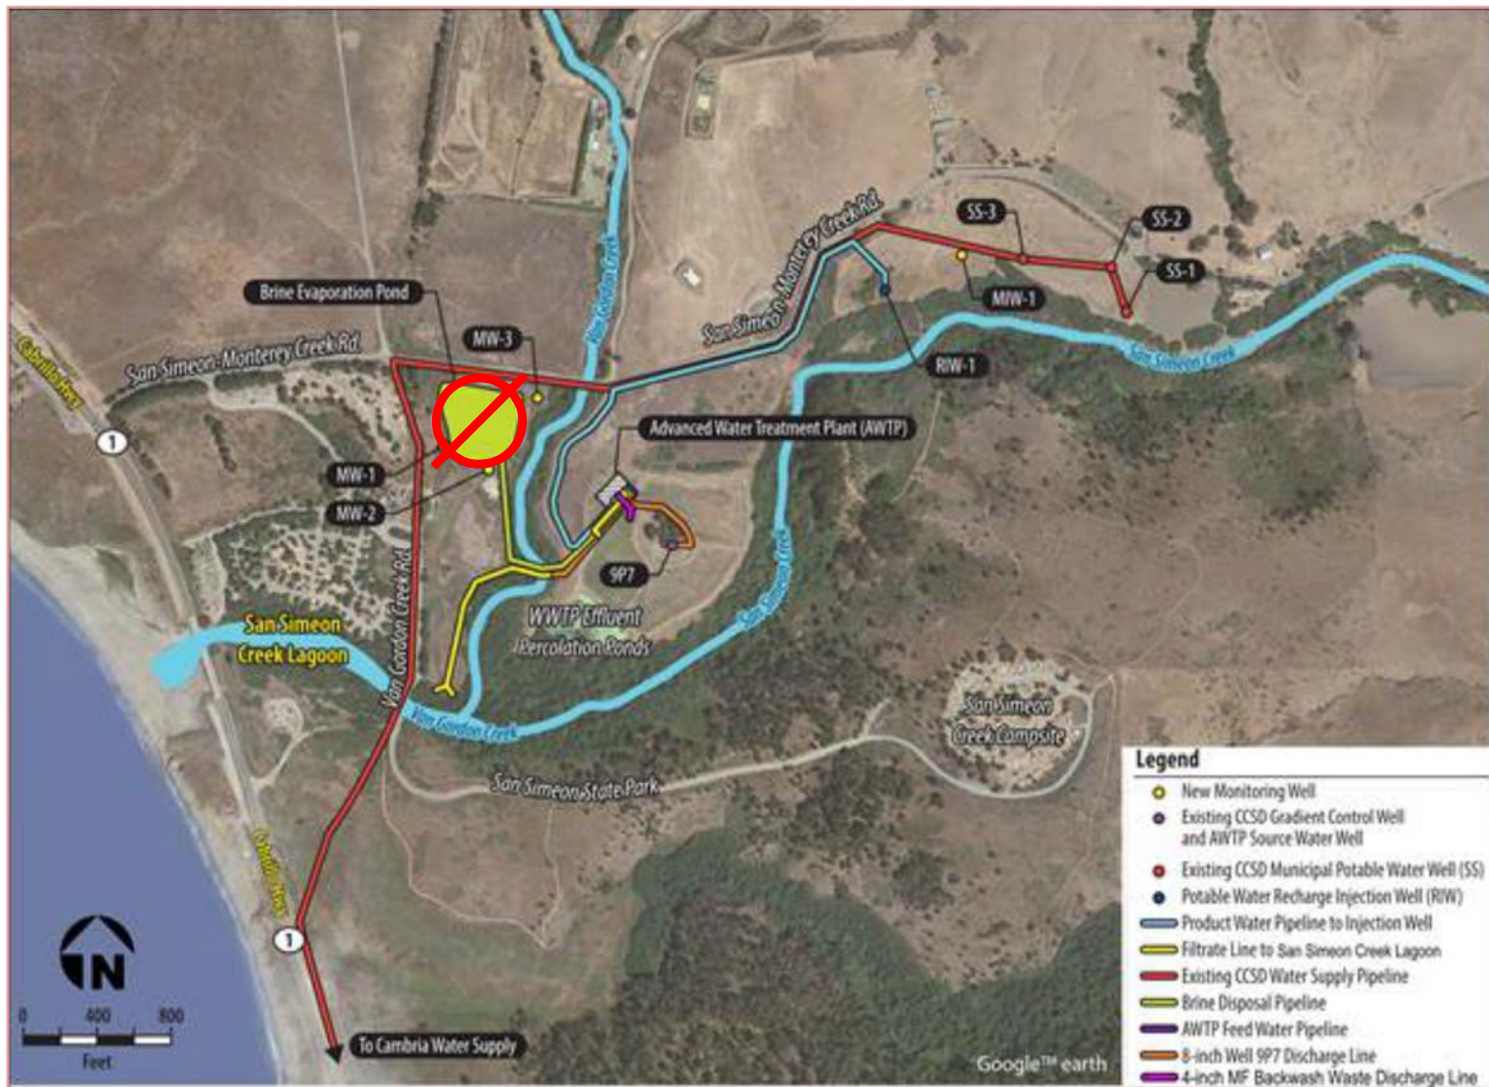 SS-3
SS-2
SS-1
MIW-1
RIW-1
San Simeon-Monterey Creek Rd.
Van Gordon Creek
Brine Evaporation Pond
MW-3
San Simeon-Monterey Creek Rd.
Cabrillo Hwy
1
San Simeon Creek
Advanced Water Treatment Plant (AWTP)
MW-1
MW-2
9P7
San Simeon Creek
WWTP Effluent
Percolation Ponds
San Simeon
Creek Lagoon
Van Gordon Creek Rd.
Van Gordon Creek
San Simeon
Creek Campsite
San Simeon State Park
Cabrillo Hwy
1
To Cambria Water Supply
N
0 400 800
Feet
Google™ earth
Legend
New Monitoring Well
Existing CCSD Gradient Control Well
and AWTP Source Water Well
Existing CCSD Municipal Potable Water Well (SS)
Potable Water Recharge Injection Well (RIW)
Product Water Pipeline to Injection Well
Filtrate Line to San Simeon Creek Lagoon
Existing CCSD Water Supply Pipeline
Brine Disposal Pipeline
AWTP Feed Water Pipeline
8-inch Well 9P7 Discharge Line
4-inch MF Backwash Waste Discharge Line